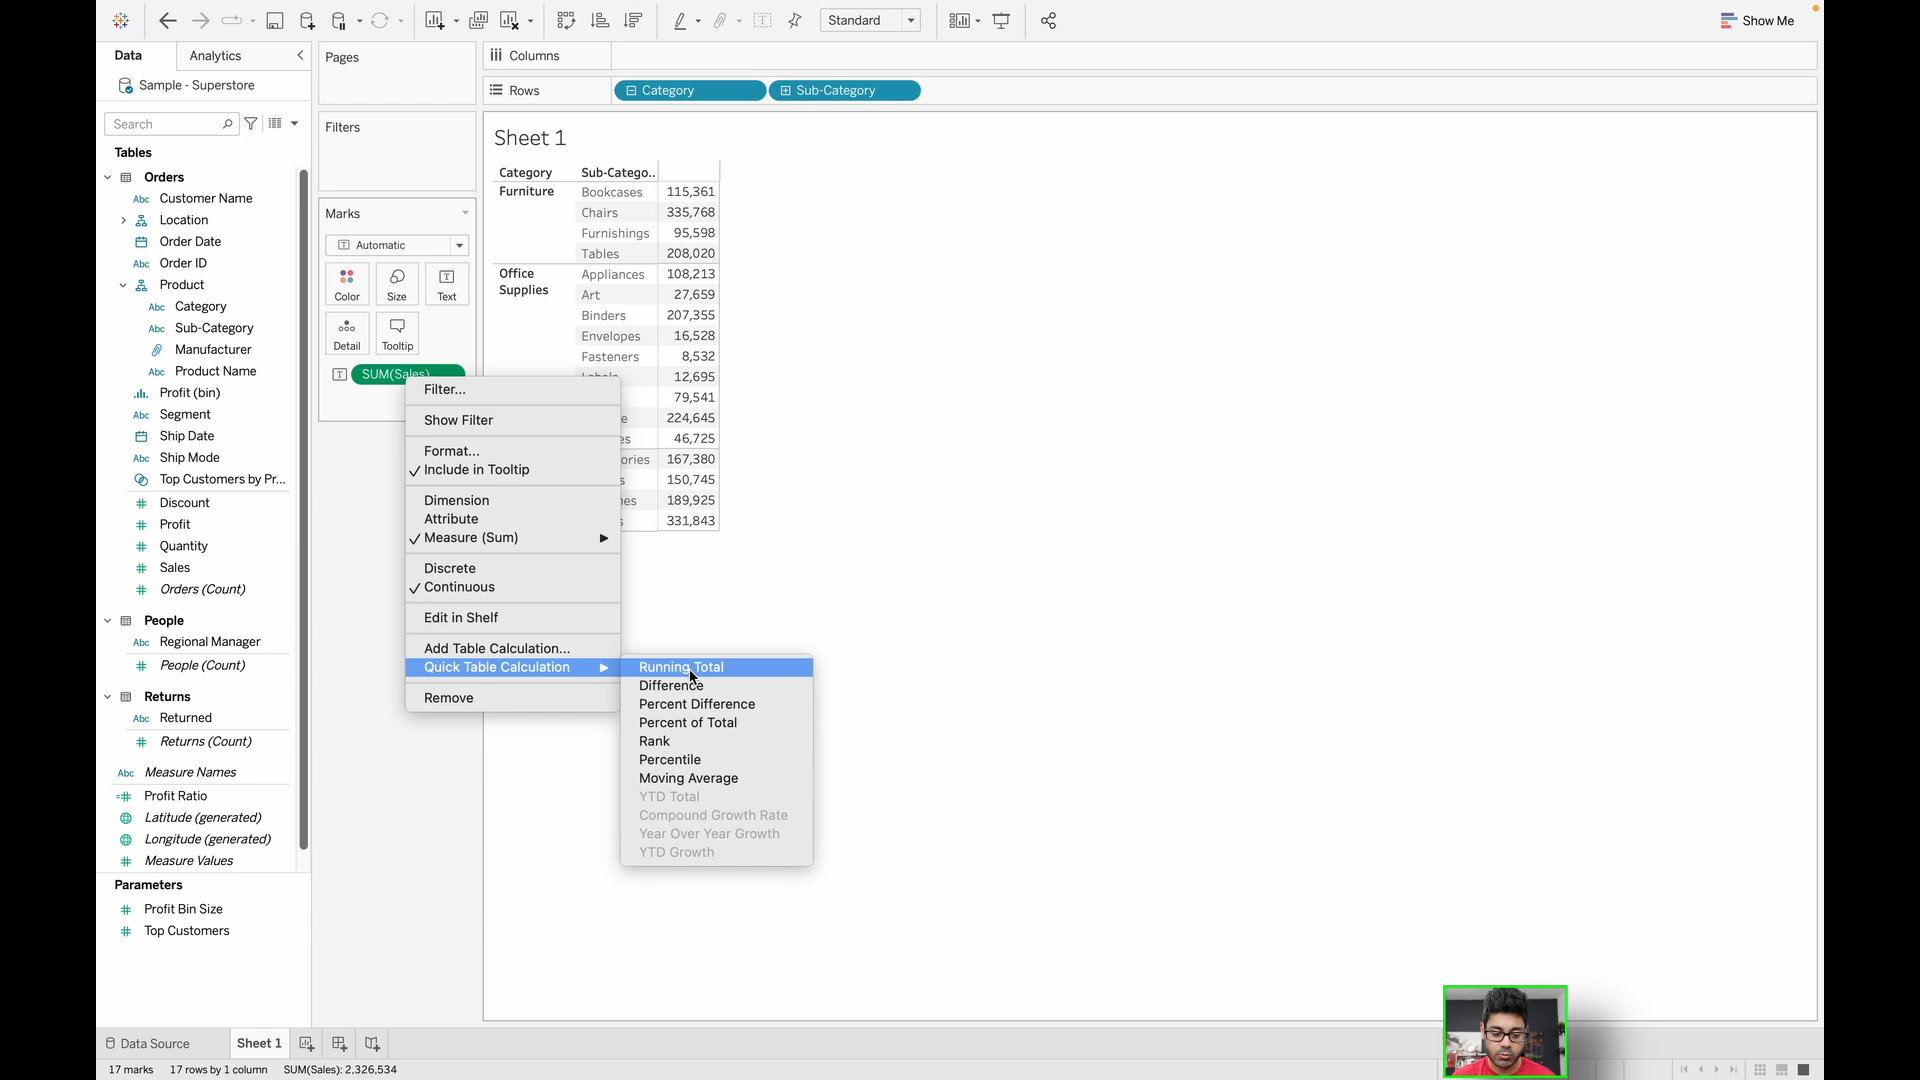 Standard
Show Me
Data
Analytics
Pages
Columns
Sample - Superstore
Rows
Category
Sub-Category
Search
Filters
Sheet 1
Tables
Orders
Customer Name
Location
Order Date
Order ID
Product
Category
Sub-Category
Manufacturer
Product Name
Profit (bin)
Segment
Ship Date
Ship Mode
Top Customers by Pr...
Discount
Profit
Quantity
Sales
Orders (Count)
People
Regional Manager
People (Count)
Returns
Returned
Returns (Count)
Measure Names
Profit Ratio
Latitude (generated)
Longitude (generated)
Measure Values
Parameters
Profit Bin Size
Top Customers
Marks
Automatic
Color
Size
Text
Detail
Tooltip
SUM(Sales)
Category Sub-Catego..
Furniture Bookcases 115,361
Chairs 335,768
Furnishings 95,598
Tables 208,020
Office Supplies Appliances 108,213
Art 27,659
Binders 207,355
Envelopes 16,528
Fasteners 8,532
Labels 12,695
79,541
e 224,645
es 46,725
ories 167,380
s 150,745
nes 189,925
s 331,843
Filter...
Show Filter
Format...
Include in Tooltip
Dimension
Attribute
Measure (Sum)
Discrete
Continuous
Edit in Shelf
Add Table Calculation...
Quick Table Calculation
Remove
Running Total
Difference
Percent Difference
Percent of Total
Rank
Percentile
Moving Average
YTD Total
Compound Growth Rate
Year Over Year Growth
YTD Growth
Data Source
Sheet 1
17 marks
17 rows by 1 column
SUM(Sales): 2,326,534